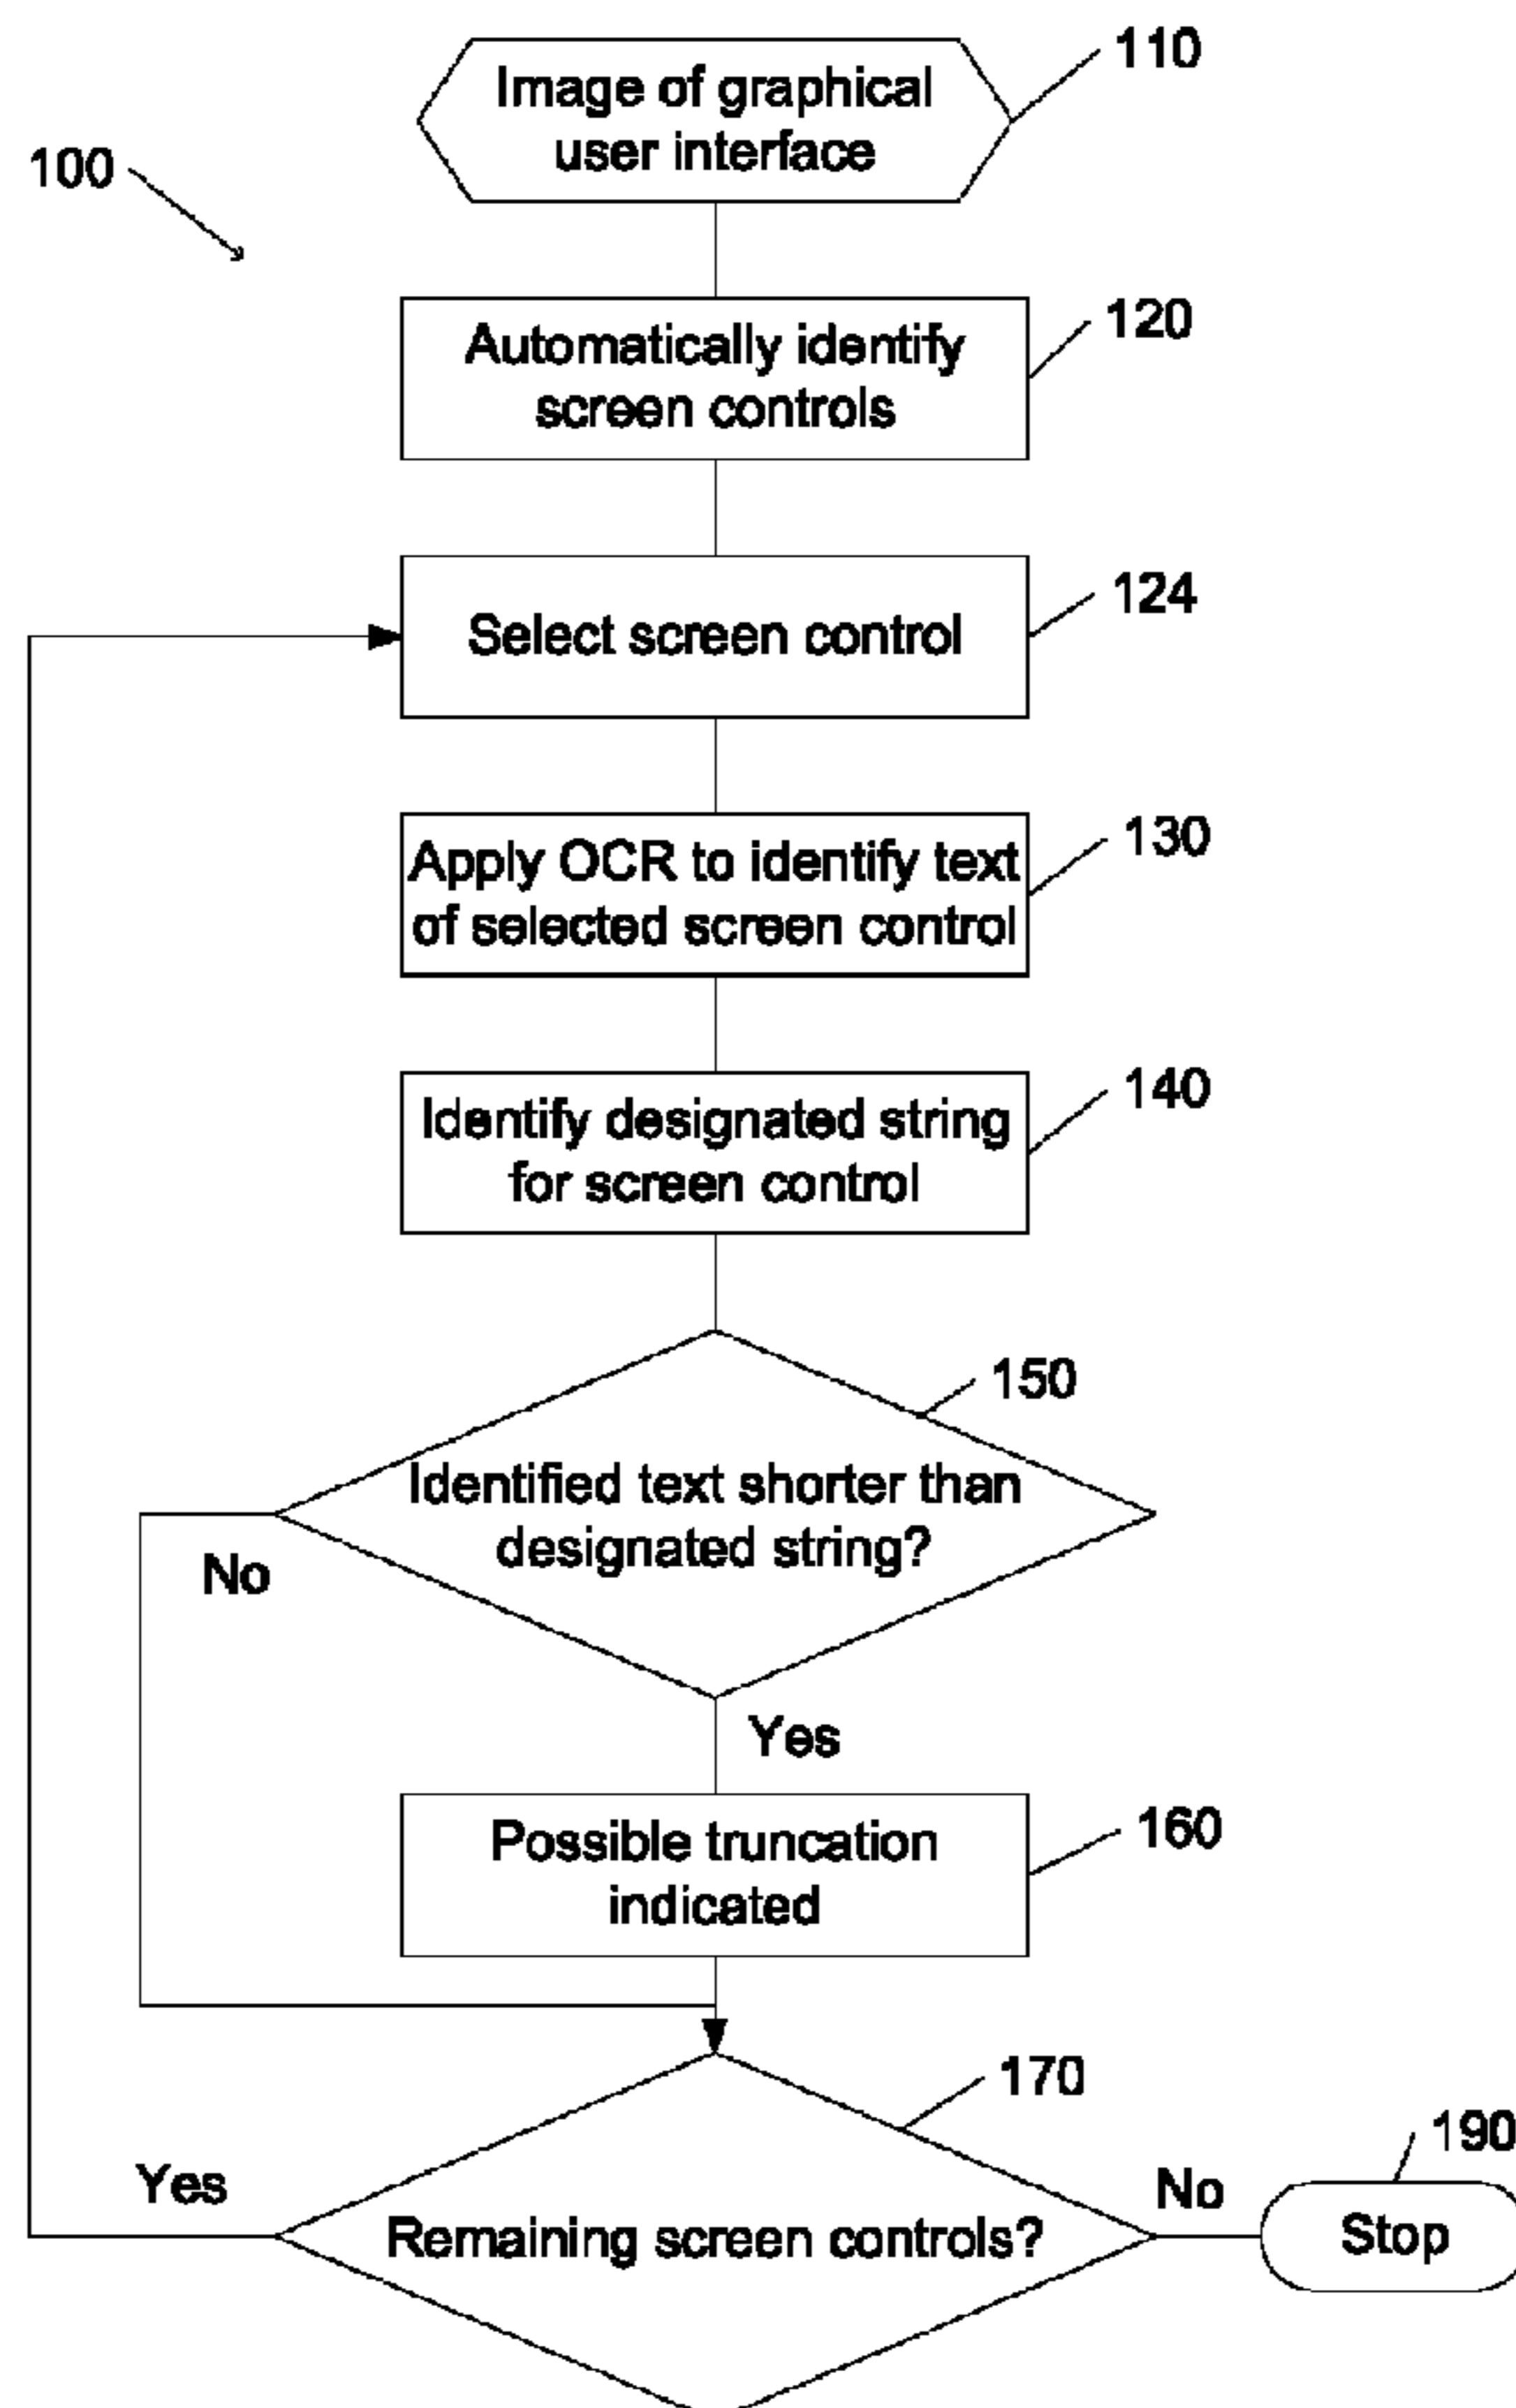 Image of graphical
user interface
110
100
Automatically identify
screen controls
120
Select screen control
124
Apply OCR to identify text
of selected screen control
130
Identify designated string
for screen control
140
150
Identified text shorter than
designated string?
No
Yes
Possible truncation
indicated
160
170
190
Yes
No
Remaining screen controls?
Stop